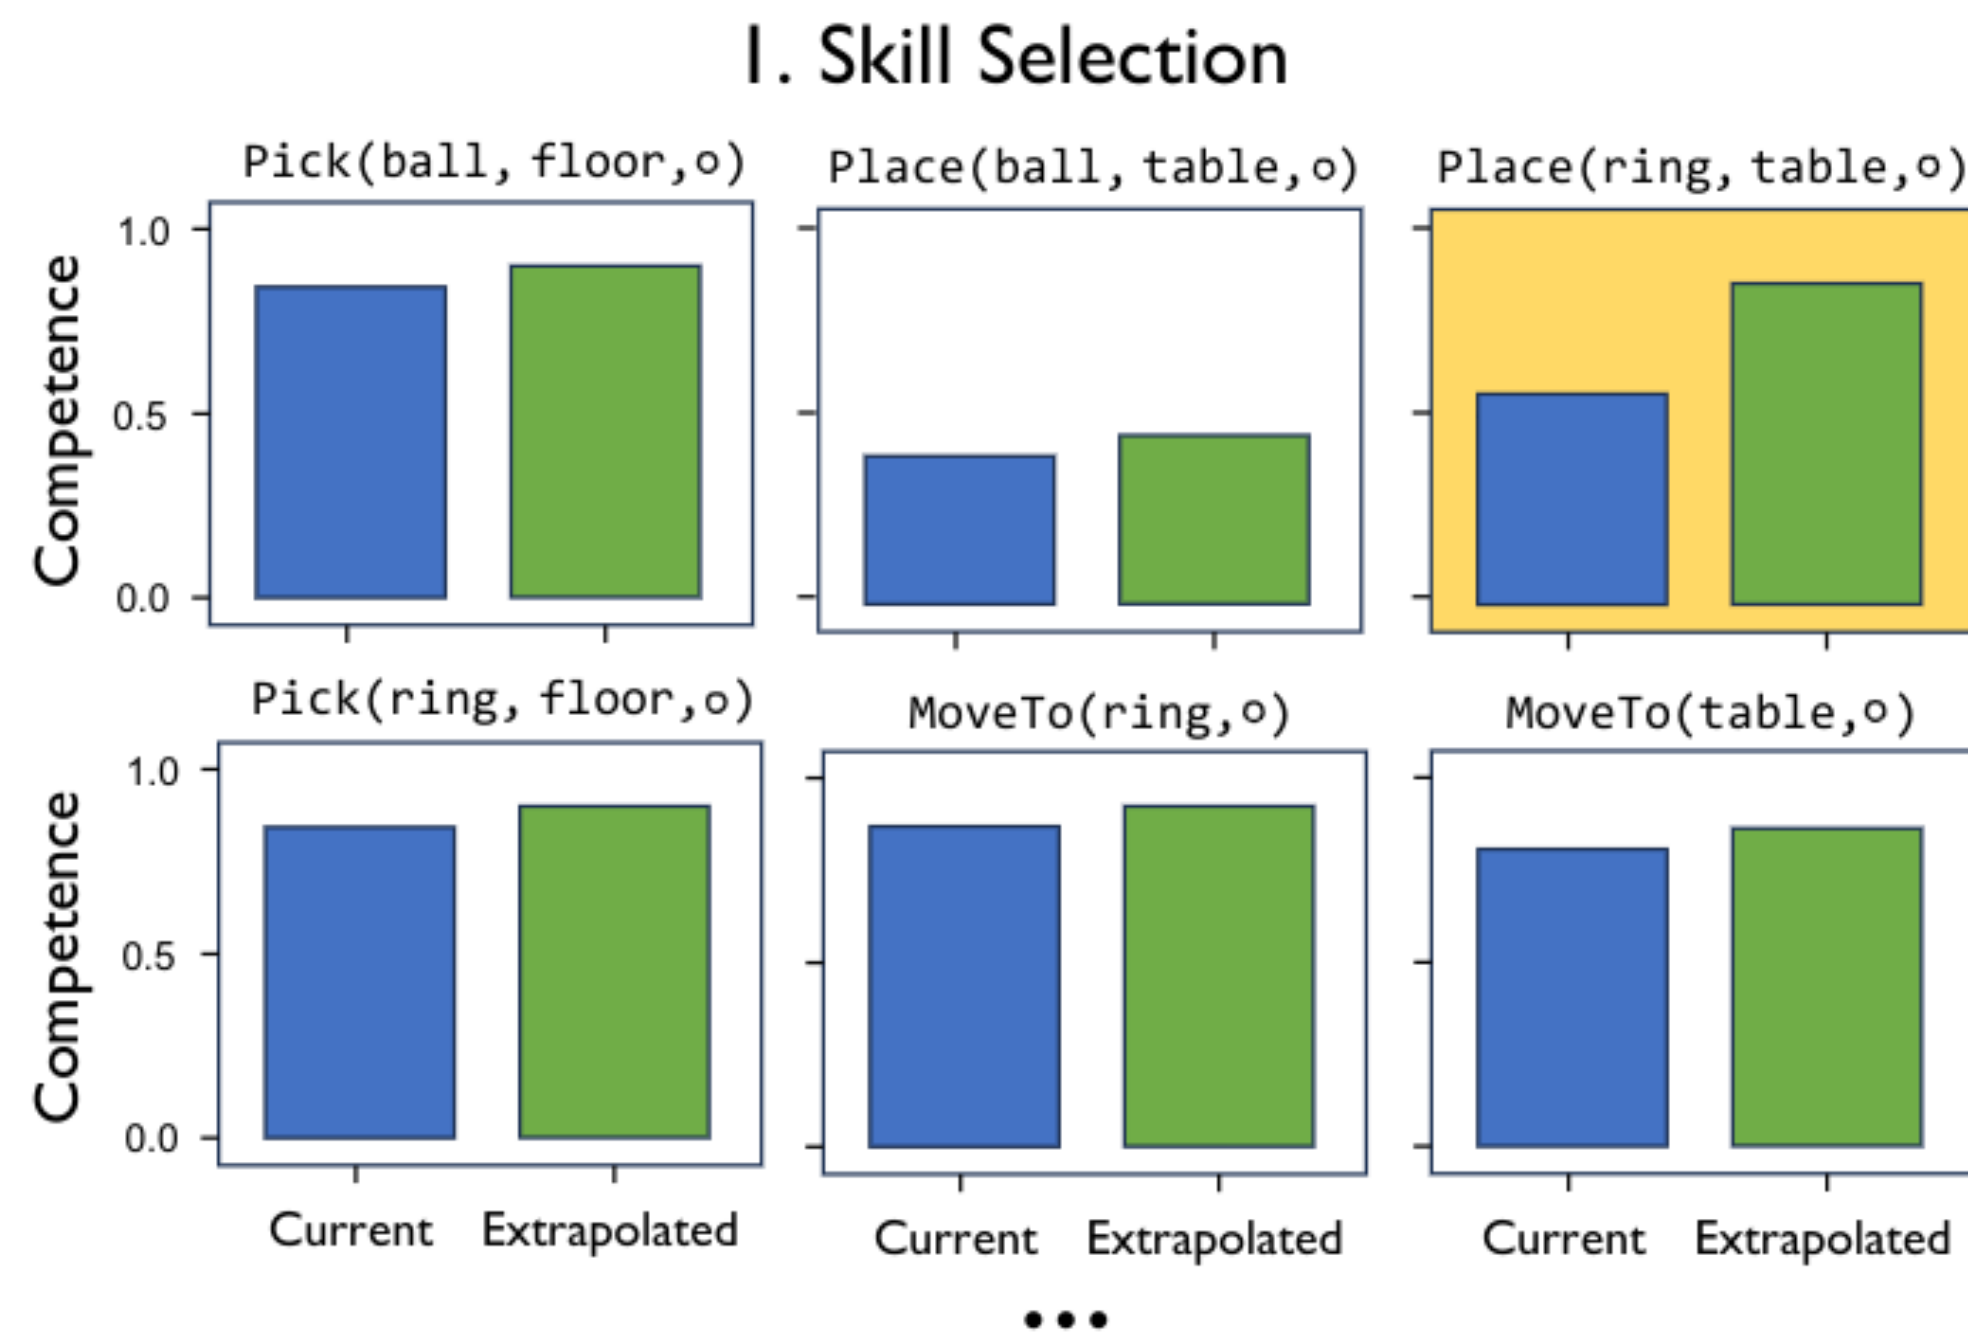 1. Skill Selection
Pick(ball, floor,○)
Place(ball, table,○)
Place(ring, table,○)
Competence
1.0
0.5
0.0
Pick(ring, floor,○)
MoveTo(ring,○)
MoveTo(table,○)
Competence
1.0
0.5
0.0
Current Extrapolated
Current Extrapolated
Current Extrapolated
•••